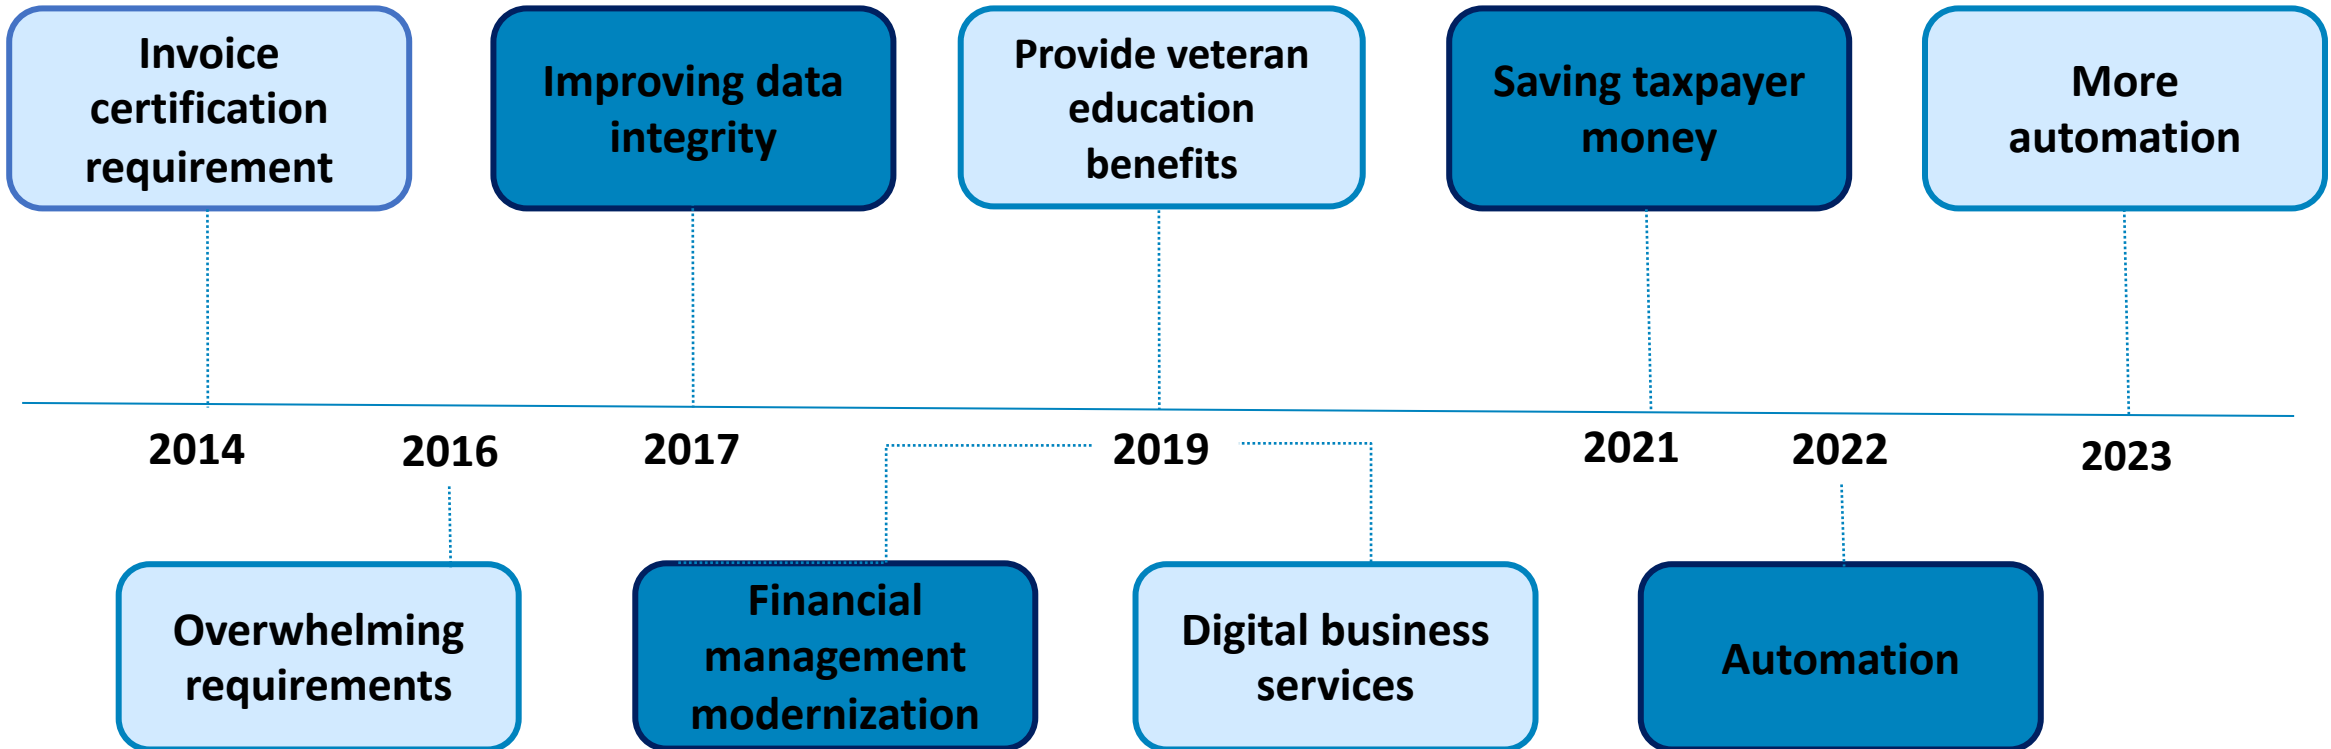 Invoice
certification
requirement
Improving data
integrity
Provide veteran
education
benefits
Saving taxpayer
money
More
automation
2014
2016
2017
2019
2021
2022
2023
Overwhelming
requirements
Financial
management
modernization
Digital business
services
Automation